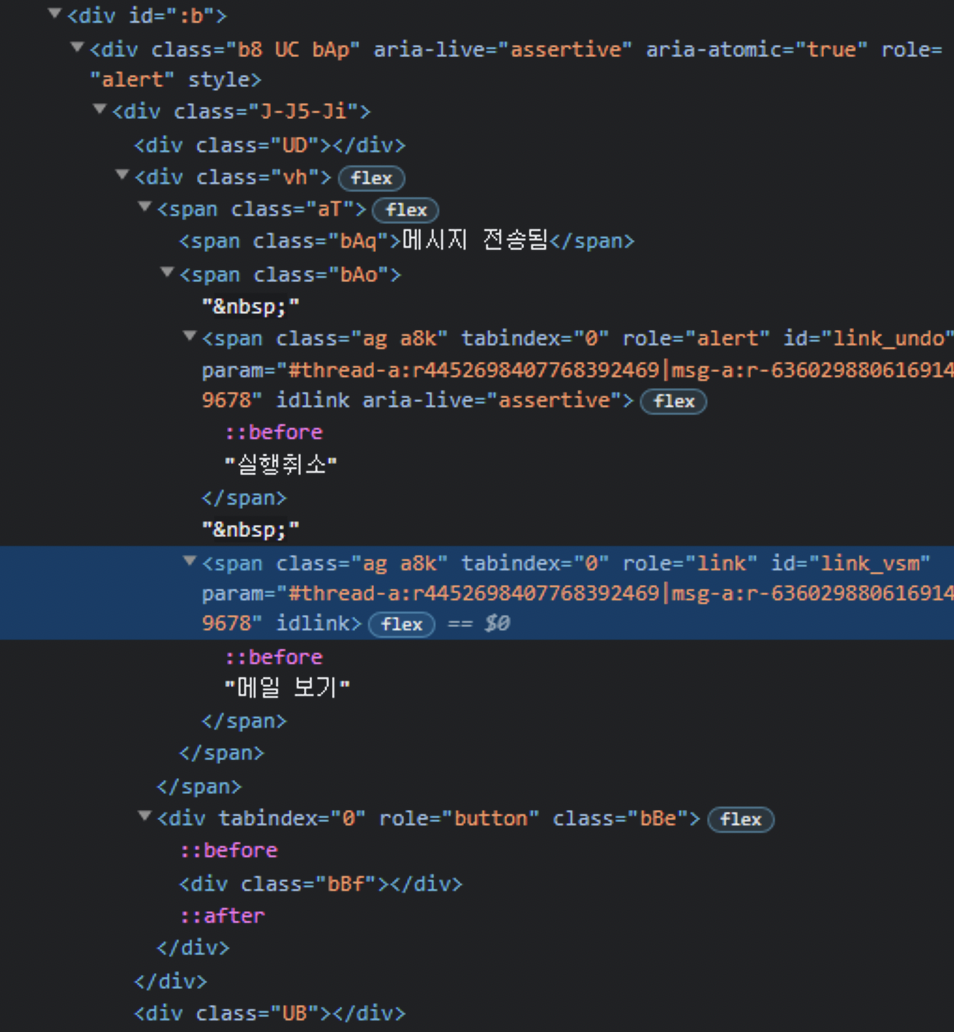 <div id=":b">
<div class="b8 UC bAp" aria-live="assertive" aria-atomic="true" role=
"alert" style>
<div class="J-J5-Ji">
<div class="UD"></div>
<div class="vh"> flex
<span class="aT"> flex
<span class="bAq">메시지 전송됨</span>
<span class="bAo">
"&nbsp;"
<span class="ag a8k" tabindex="0" role="alert" id="link_undo"
param="#thread-a:r4452698407768392469|msg-a:r-636029880616914
9678" idlink aria-live="assertive"> flex
::before
"실행취소"
</span>
"&nbsp;"
<span class="ag a8k" tabindex="0" role="link" id="link_vsm"
param="#thread-a:r4452698407768392469|msg-a:r-636029880616914
9678" idlink> flex == $0
::before
"메일 보기"
</span>
</span>
</span>
<div tabindex="0" role="button" class="bBe"> flex
::before
<div class="bBf"></div>
::after
</div>
</div>
<div class="UB"></div>